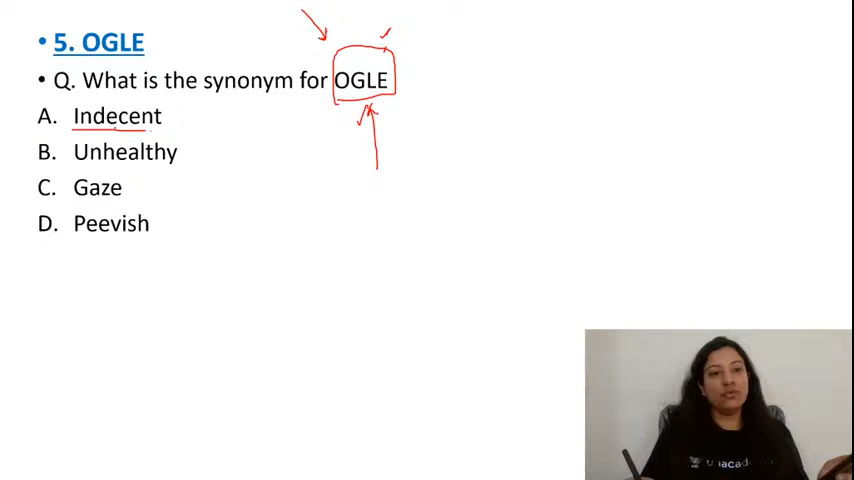 • 5. OGLE
• Q. What is the synonym for OGLE
A. Indecent
B. Unhealthy
C. Gaze
D. Peevish